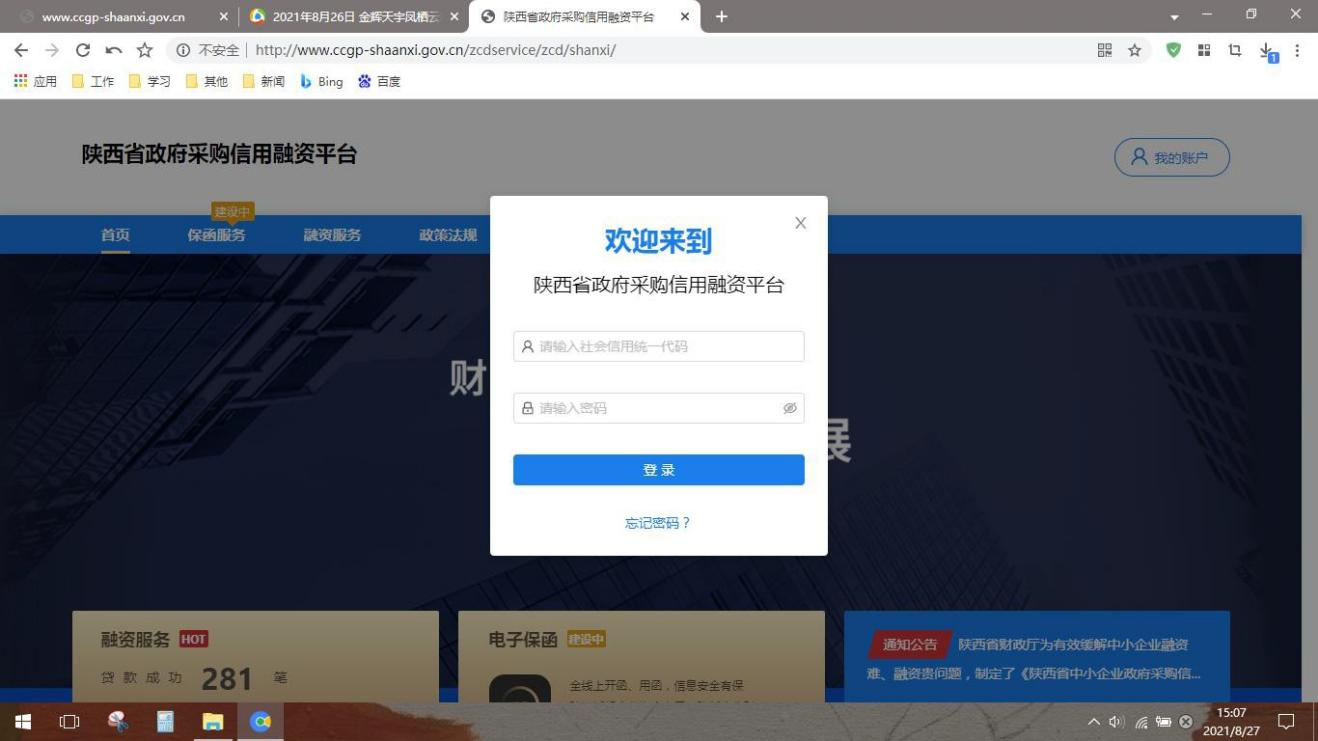 www.ccgp-shaanxi.gov.cn
2021年8月26日 金辉天宇凤栖云
陕西省政府采购信用融资平台
不安全
http://www.ccgp-shaanxi.gov.cn/zcdservice/zcd/shanxi/
1
应用 工作 学习 其他 新闻 Bing 百度
陕西省政府采购信用融资平台
我的账户
建设中
首页 保函服务 融资服务 政策法规
财
展
欢迎来到
陕西省政府采购信用融资平台
请输入社会信用统一代码
请输入密码
登 录
忘记密码？
融资服务 HOT
贷款成功 281 笔
电子保函 建设中
全线上开函、用函，信息安全有保
通知公告 陕西省财政厅为有效缓解中小企业融资
难、融资贵问题，制定了《陕西省中小企业政府采购信...
15:07
2021/8/27